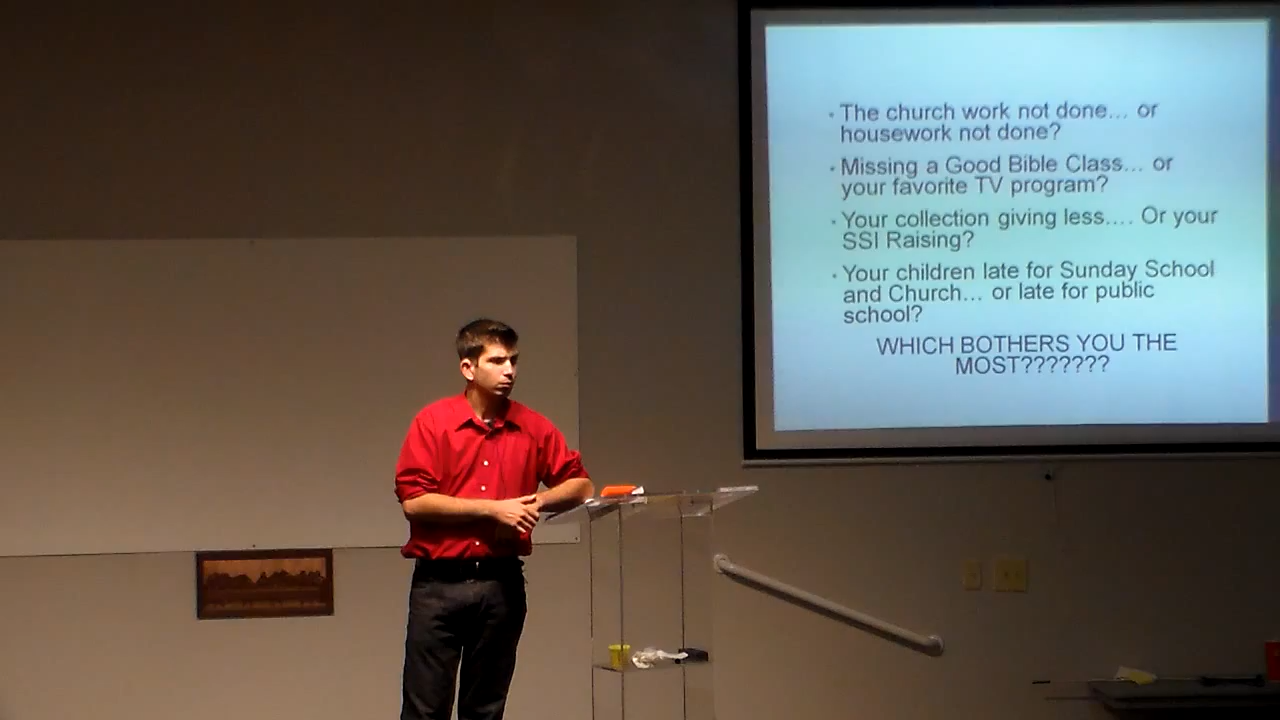 · The church work not done... or
housework not done?
· Missing a Good Bible Class... or
your favorite TV program?
· Your collection giving less.... Or your
SSI Raising?
· Your children late for Sunday School
and Church... or late for public
school?
WHICH BOTHERS YOU THE
MOST???????